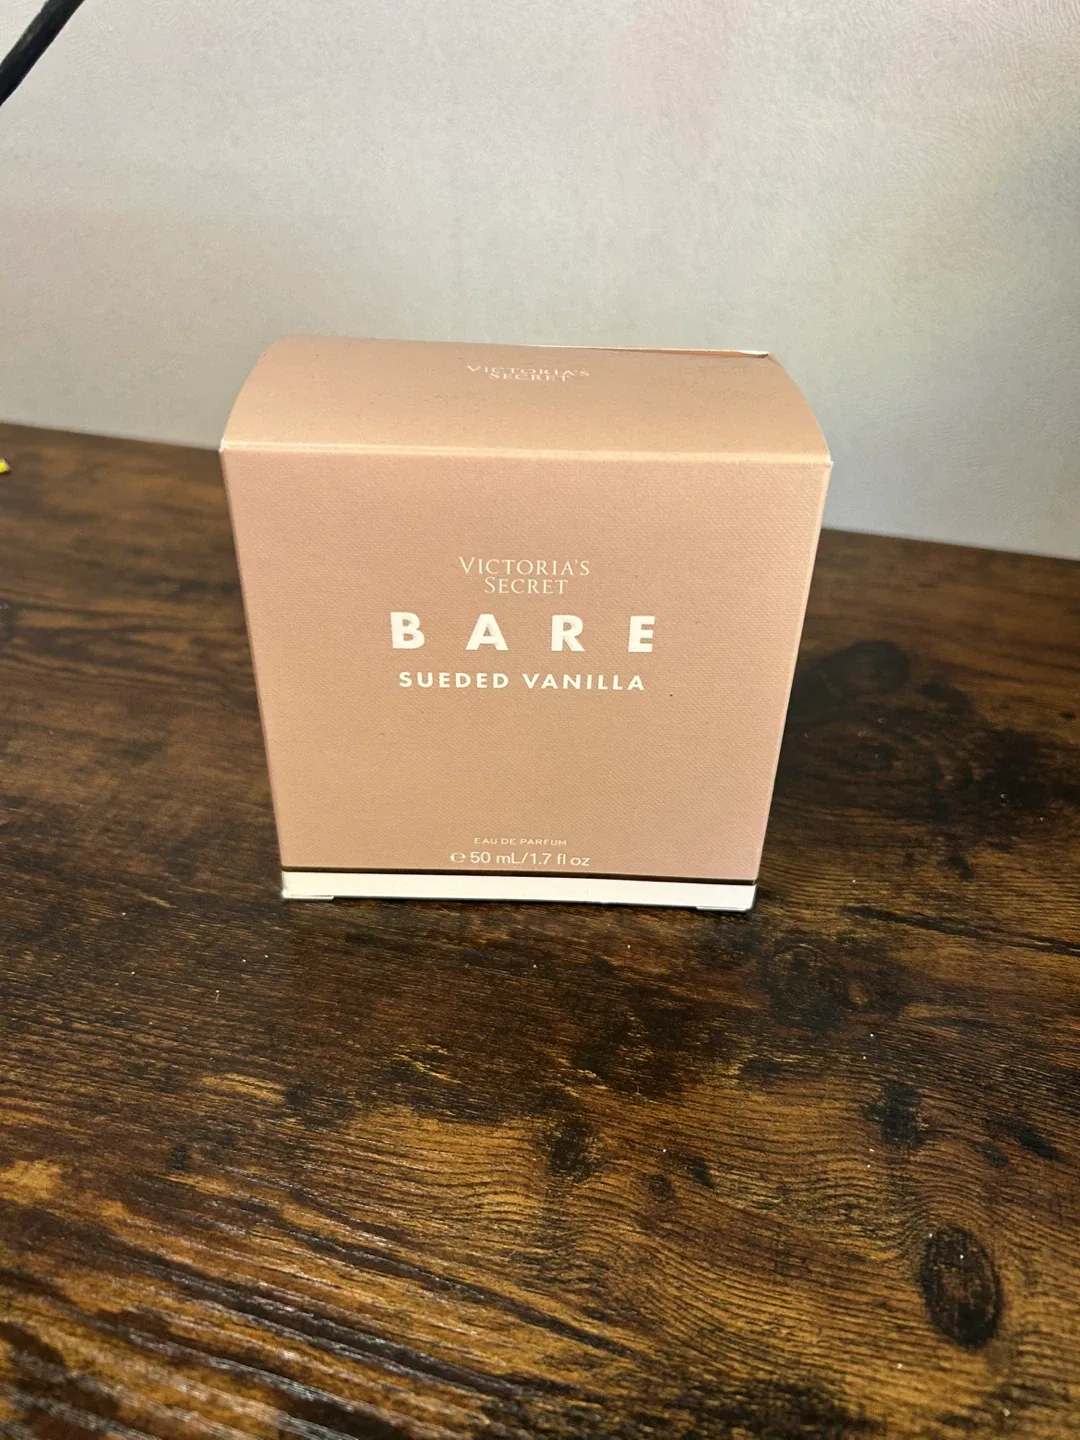 VICTORIA'S
SECRET
VICTORIA'S
SECRET
BARE
SUEDED VANILLA
EAU DE PARFUM
℮ 50 mL/1.7 fl oz